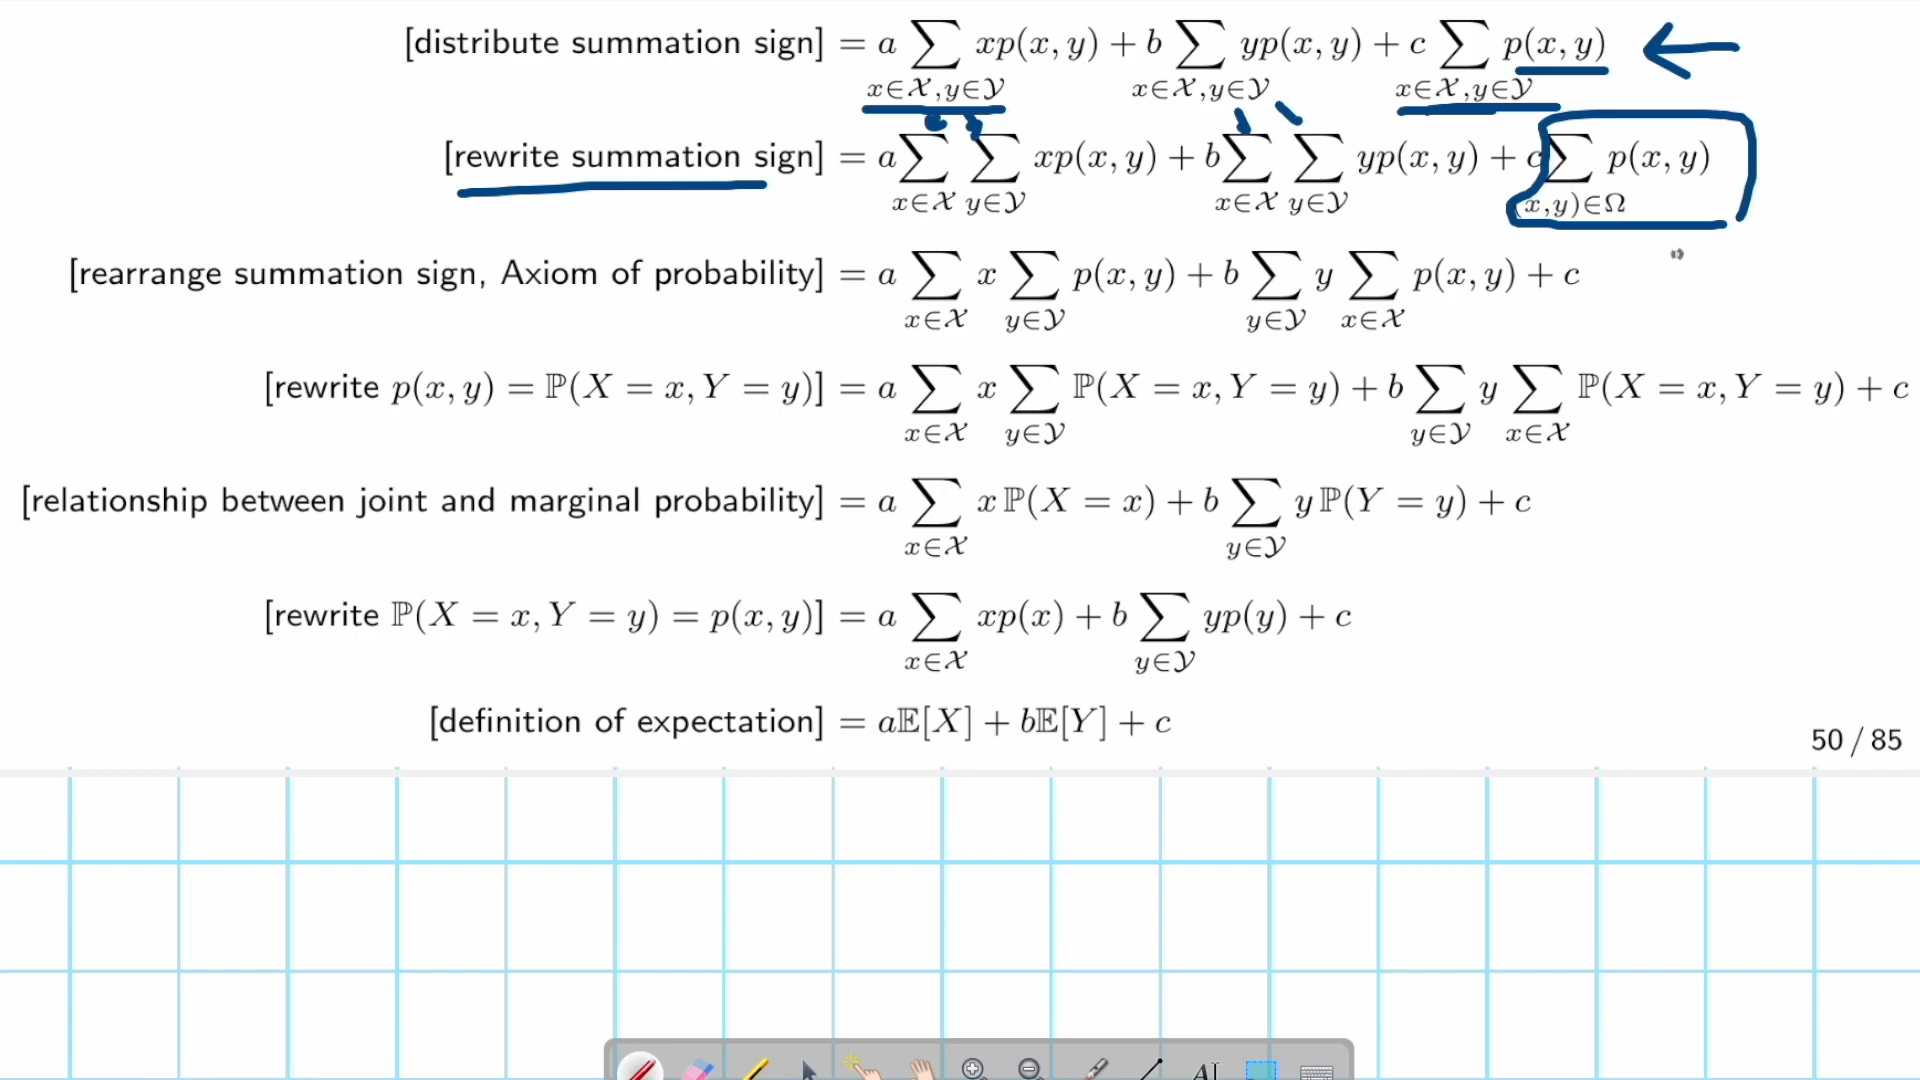 [distribute summation sign] = a ∑_{x∈𝒳,y∈𝒴} xp(x, y) + b ∑_{x∈𝒳,y∈𝒴} yp(x, y) + c ∑_{x∈𝒳,y∈𝒴} p(x, y)
[rewrite summation sign] = a ∑_{x∈𝒳} ∑_{y∈𝒴} xp(x, y) + b ∑_{x∈𝒳} ∑_{y∈𝒴} yp(x, y) + c ∑_{(x,y)∈Ω} p(x, y)
[rearrange summation sign, Axiom of probability] = a ∑_{x∈𝒳} x ∑_{y∈𝒴} p(x, y) + b ∑_{y∈𝒴} y ∑_{x∈𝒳} p(x, y) + c
[rewrite p(x, y) = ℙ(X = x, Y = y)] = a ∑_{x∈𝒳} x ∑_{y∈𝒴} ℙ(X = x, Y = y) + b ∑_{y∈𝒴} y ∑_{x∈𝒳} ℙ(X = x, Y = y) + c
[relationship between joint and marginal probability] = a ∑_{x∈𝒳} x ℙ(X = x) + b ∑_{y∈𝒴} y ℙ(Y = y) + c
[rewrite ℙ(X = x, Y = y) = p(x, y)] = a ∑_{x∈𝒳} xp(x) + b ∑_{y∈𝒴} yp(y) + c
[definition of expectation] = a𝔼[X] + b𝔼[Y] + c
50 / 85